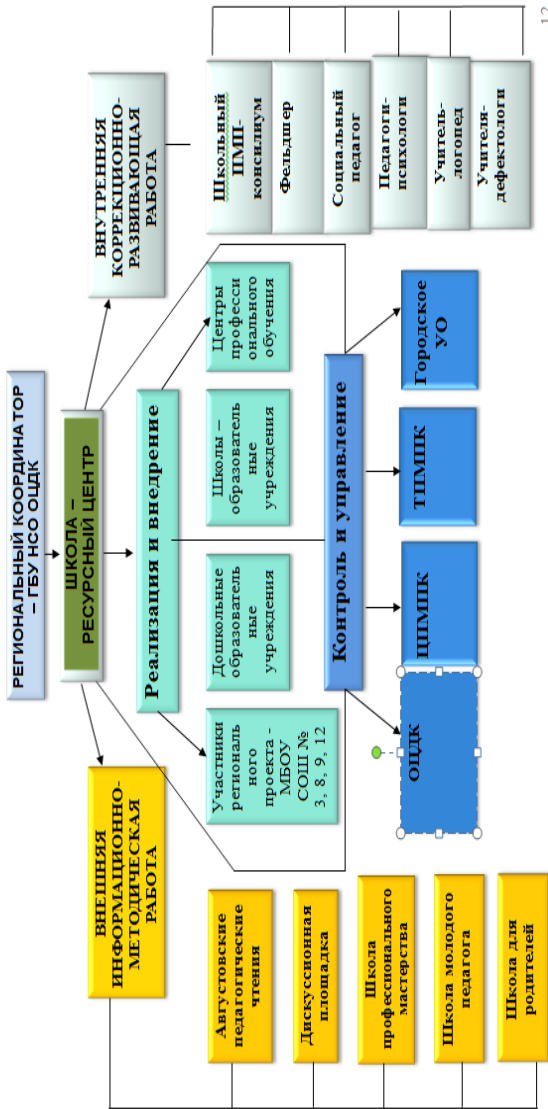 РЕГИОНАЛЬНЫЙ КООРДИНАТОР
– ГБУ НСО ОЦДК
ШКОЛА –
РЕСУРСНЫЙ ЦЕНТР
ВНЕШНЯЯ
ИНФОРМАЦИОННО-
МЕТОДИЧЕСКАЯ
РАБОТА
ВНУТРЕННЯЯ
КОРРЕКЦИОННО-
РАЗВИВАЮЩАЯ
РАБОТА
Реализация и внедрение
Августовские
педагогические
чтения
Дискуссионная
площадка
Школа
профессионального
мастерства
Школа молодого
педагога
Школа для
родителей
Участники
региональ
ного
проекта -
МБОУ
СОШ №
3, 8, 9, 12
Дошкольные
образователь
ные
учреждения
Школы –
образователь
ные
учреждения
Центры
професси
онального
обучения
Школьный
ПМП-
консилиум
Фельдшер
Социальный
педагог
Педагоги-
психологи
Учитель-
логопед
Учителя-
дефектологи
Контроль и управление
ОЦДК
ЦПМПК
ТПМПК
Городское
УО
12